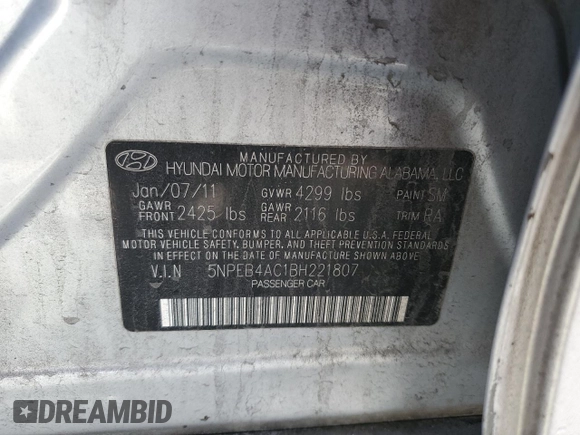 MANUFACTURED BY
HYUNDAI MOTOR MANUFACTURING ALABAMA, LLC
Jan/07/11 GVWR 4299 lbs PAINT SM
GAWR FRONT 2425 lbs GAWR REAR 2116 lbs TRIM RA
THIS VEHICLE CONFORMS TO ALL APPLICABLE U.S.A. FEDERAL
MOTOR VEHICLE SAFETY, BUMPER, AND THEFT PREVENTION STANDARDS IN
EFFECT ON THE DATE OF MANUFACTURE SHOWN ABOVE.
V.I.N 5NPEB4AC1BH221807
PASSENGER CAR
DREAMBID